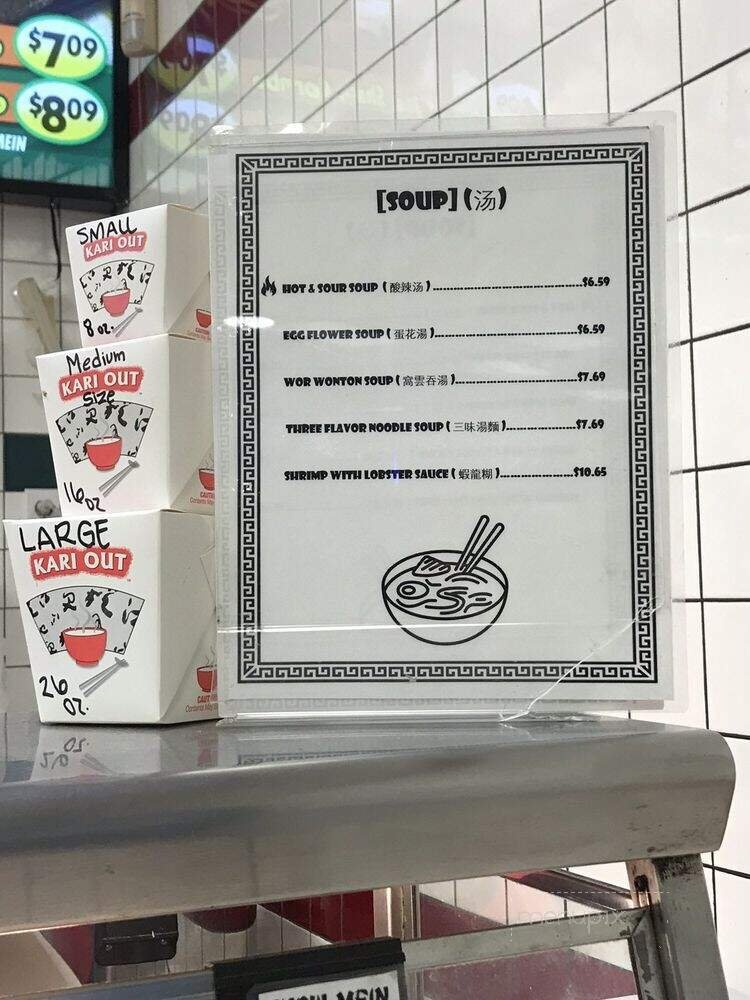 $7.09
$8.09
MEIN
SMALL
KARI OUT
8 oz.
Medium
KARI OUT
Size
16 oz
LARGE
KARI OUT
26 oz.
[SOUP] (汤)
HOT & SOUR SOUP (酸辣汤)..............................$6.59
EGG FLOWER SOUP (蛋花湯)..............................$6.59
WOR WONTON SOUP (窩雲吞湯)..............................$7.69
THREE FLAVOR NOODLE SOUP (三味湯麵)....................$7.69
SHRIMP WITH LOBSTER SAUCE (蝦龍糊)......................$10.65
menupix
MEIN